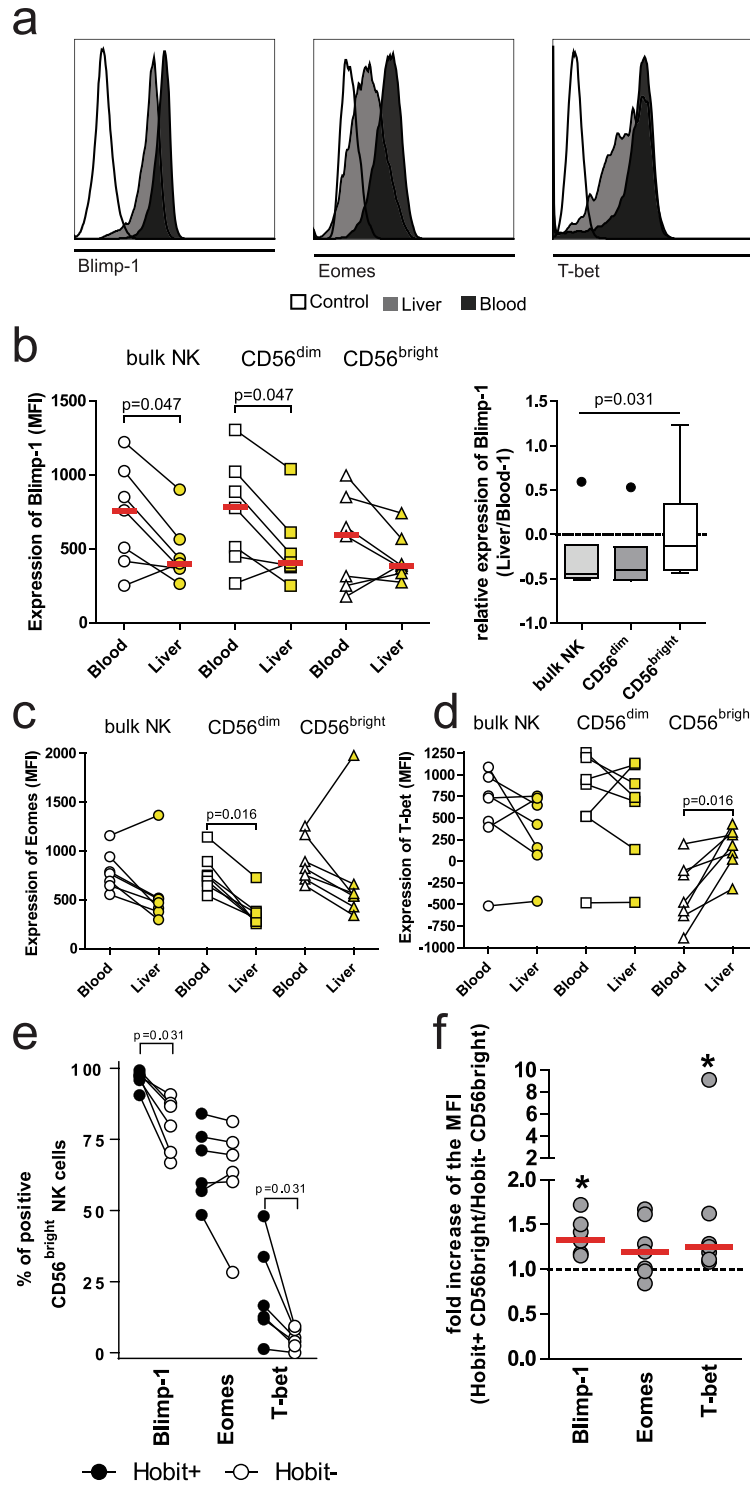 a
Blimp-1
Eomes
T-bet
Control Liver Blood
b
bulk NK CD56dim CD56bright
Expression of Blimp-1 (MFI)
1500
1000
500
0
p=0.047
p=0.047
Blood Liver Blood Liver Blood Liver
relative expression of Blimp-1
(Liver/Blood-1)
1.5
1.0
0.5
0.0
-0.5
-1.0
p=0.031
bulk NK CD56dim CD56bright
c
bulk NK CD56dim CD56bright
Expression of Eomes (MFI)
2000
1500
1000
500
0
p=0.016
Blood Liver Blood Liver Blood Liver
d
bulk NK CD56dim CD56brigh
Expression of T-bet (MFI)
1250
1000
750
500
250
0
-250
-500
-750
-1000
p=0.016
Blood Liver Blood Liver Blood Liver
e
p=0.031
% of positive
CD56bright NK cells
100
75
50
25
0
p=0.031
Blimp-1 Eomes T-bet
Hobit+ Hobit-
f
fold increase of the MFI
(Hobit+ CD56bright/Hobit- CD56bright)
10
8
6
4
2
2.0
1.5
1.0
0.5
0.0
*
*
Blimp-1 Eomes T-bet